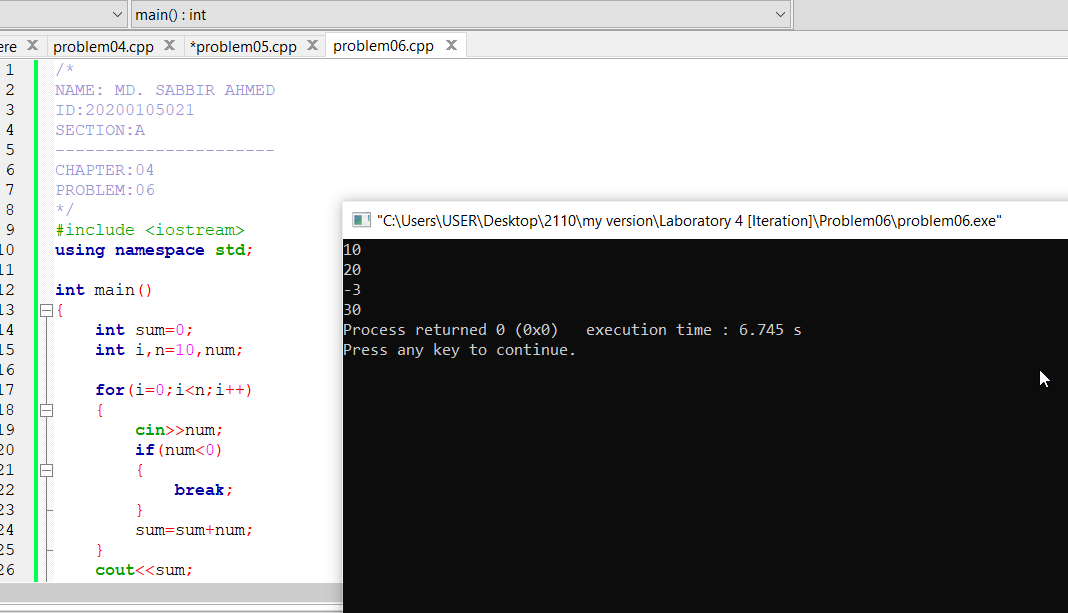 main() : int
ere X problem04.cpp X *problem05.cpp X problem06.cpp X
1 /*
2 NAME: MD. SABBIR AHMED
3 ID:20200105021
4 SECTION:A
5 ----------------------
6 CHAPTER:04
7 PROBLEM:06
8 */
9 #include <iostream>
10 using namespace std;
11
12 int main()
13 {
14 int sum=0;
15 int i,n=10,num;
16
17 for(i=0;i<n;i++)
18 {
19 cin>>num;
20 if(num<0)
21 {
22 break;
23 }
24 sum=sum+num;
25 }
26 cout<<sum;
"C:\Users\USER\Desktop\2110\my version\Laboratory 4 [Iteration]\Problem06\problem06.exe"
10
20
-3
30
Process returned 0 (0x0)   execution time : 6.745 s
Press any key to continue.